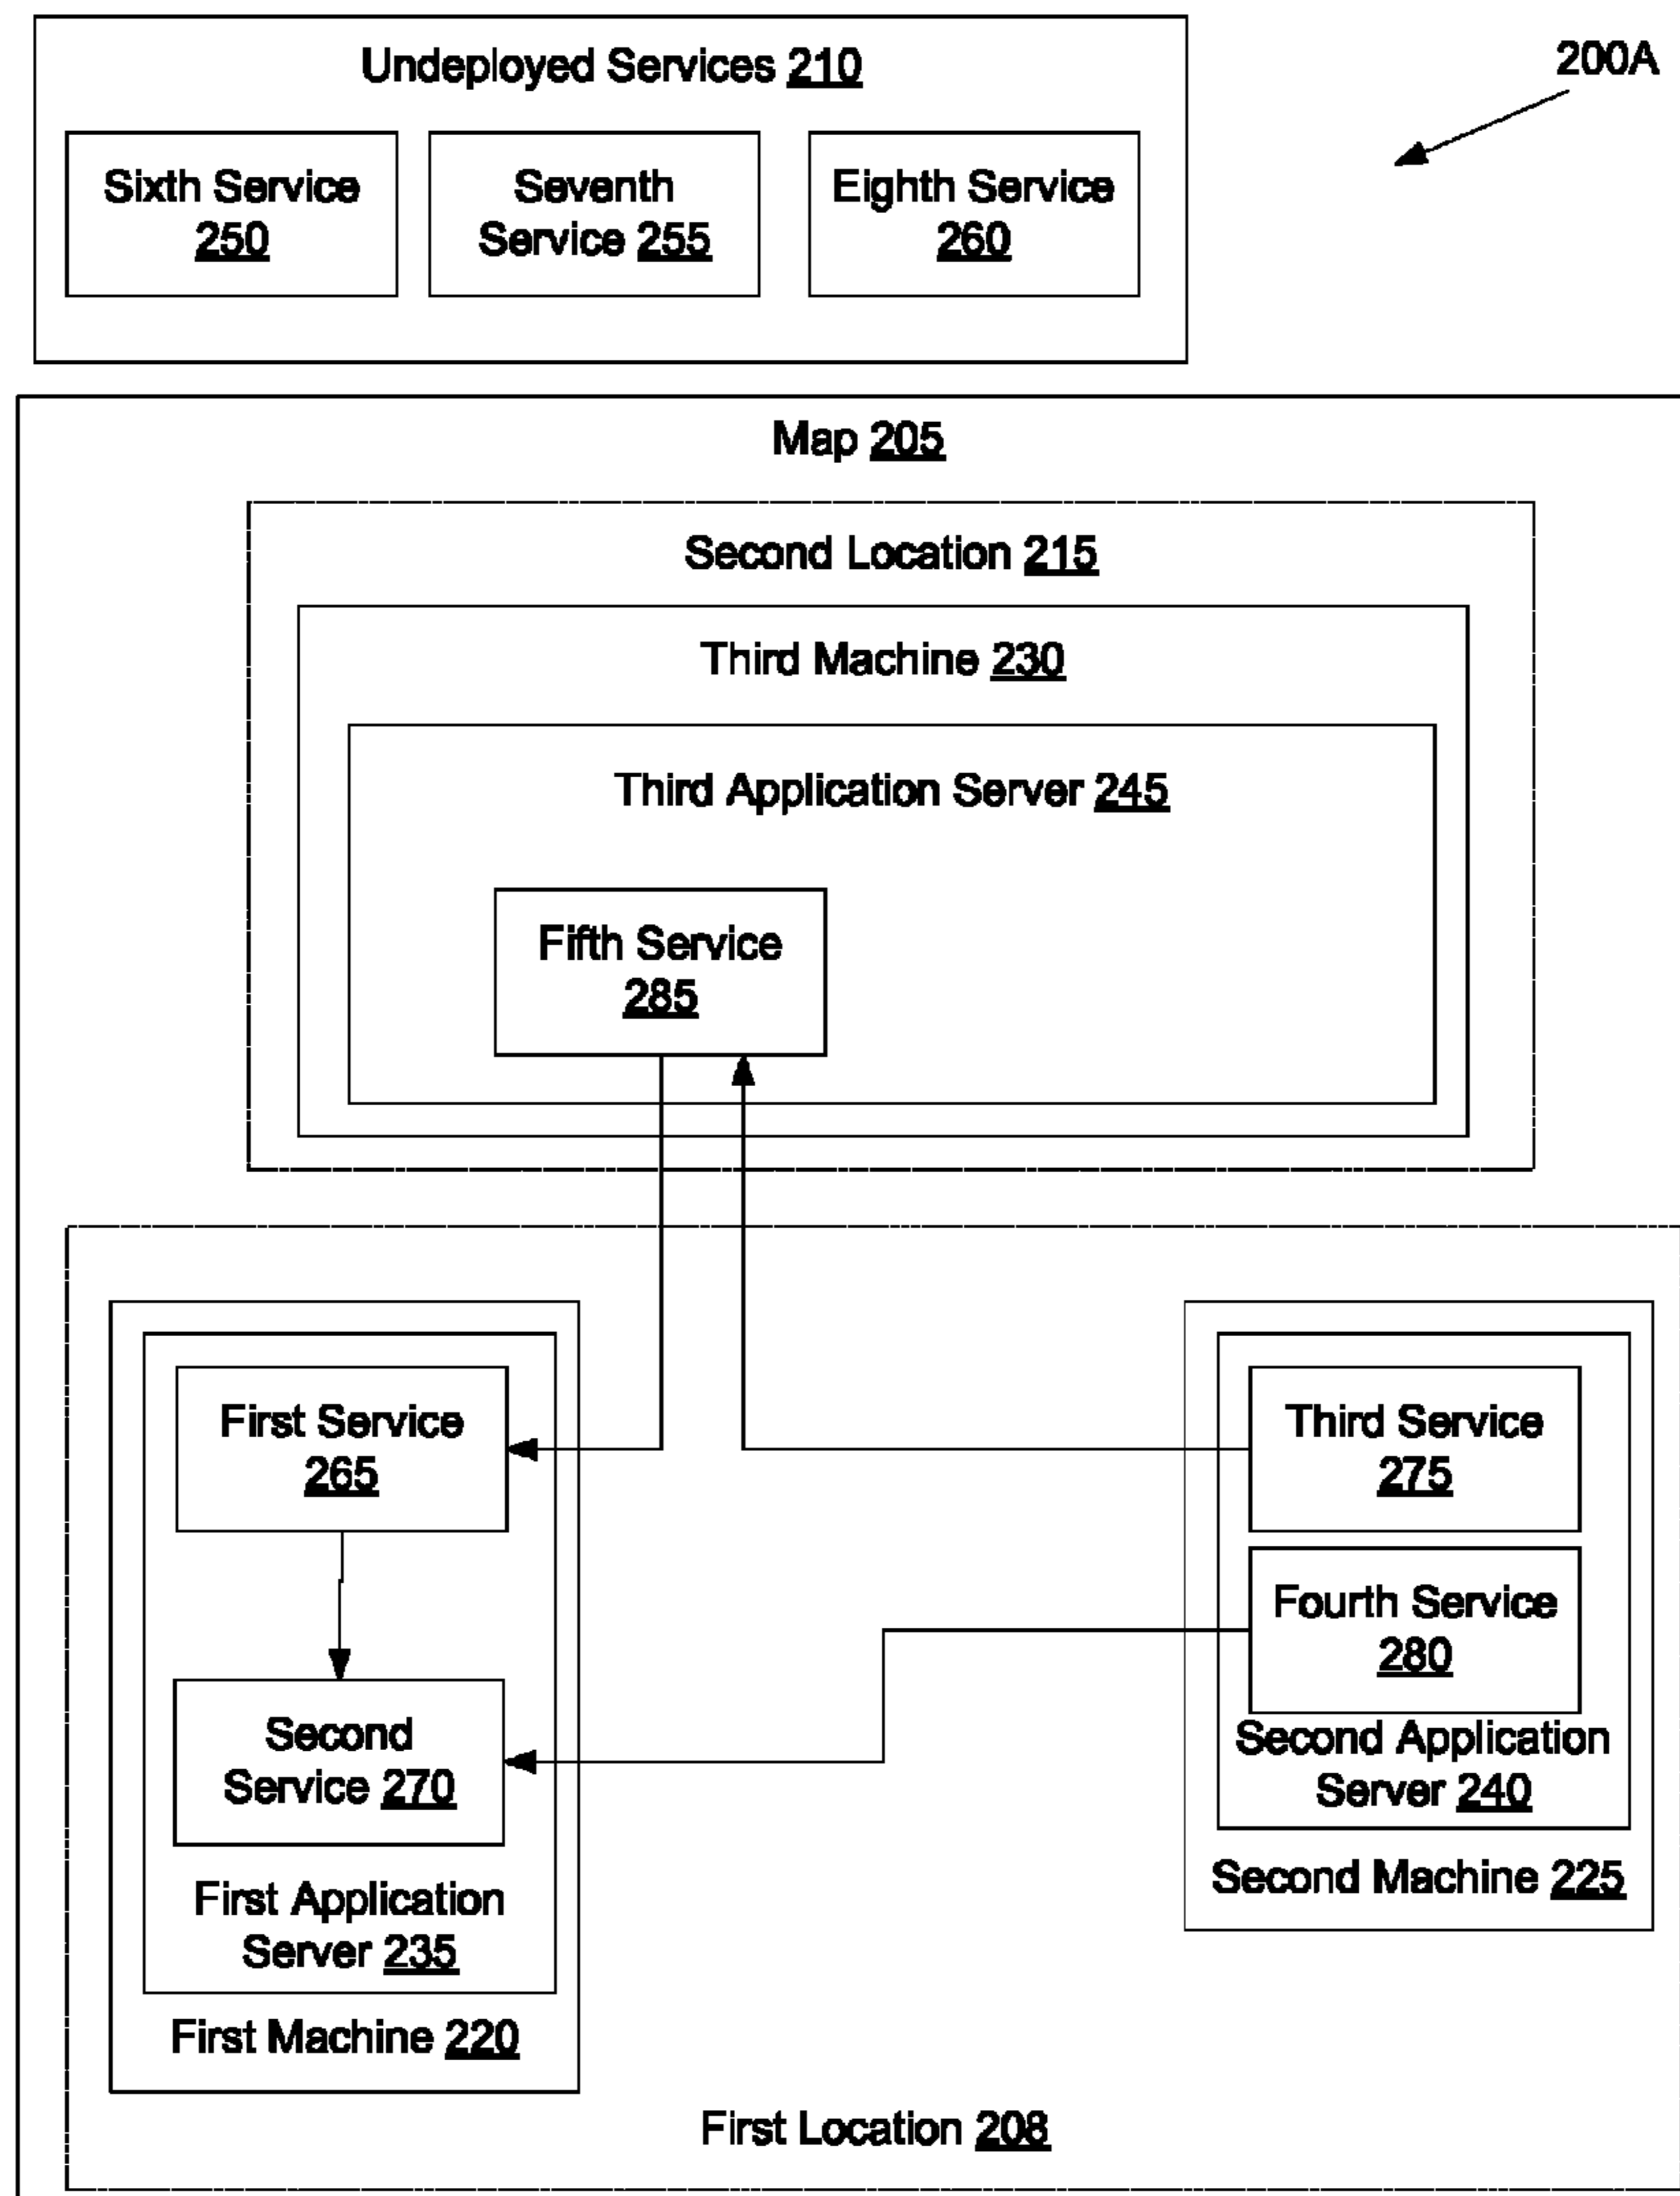 Undeployed Services 210
200A
Sixth Service
250
Seventh
Service 255
Eighth Service
260
Map 205
Second Location 215
Third Machine 230
Third Application Server 245
Fifth Service
285
First Service
265
Third Service
275
Fourth Service
280
Second
Service 270
Second Application
Server 240
Second Machine 225
First Application
Server 235
First Machine 220
First Location 208